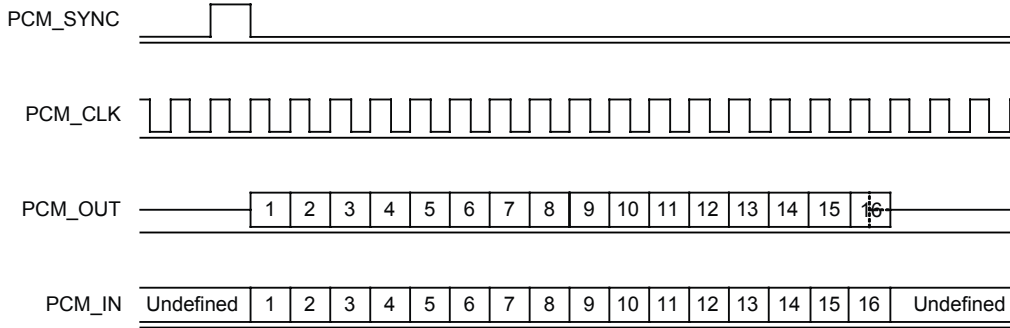 PCM_SYNC
PCM_CLK
PCM_OUT 1 2 3 4 5 6 7 8 9 10 11 12 13 14 15 16
PCM_IN Undefined 1 2 3 4 5 6 7 8 9 10 11 12 13 14 15 16 Undefined